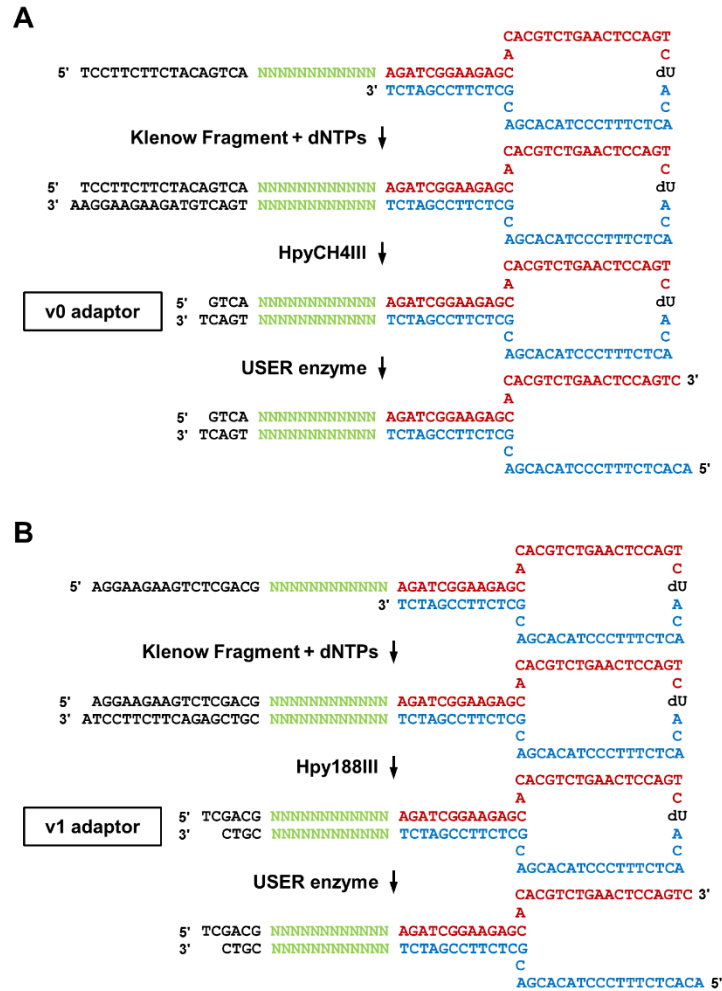 A
CACGTCTGAACTCCAGT
A C
5' TCCTTCTTCTACAGTCA NNNNNNNNNNNN AGATCGGAAGAGC dU
3' TCTAGCCTTCTCG A
C C
AGCACATCCCTTTCTCA
Klenow Fragment + dNTPs
CACGTCTGAACTCCAGT
A C
5' TCCTTCTTCTACAGTCA NNNNNNNNNNNN AGATCGGAAGAGC dU
3' AAGGAAGAAGATGTCAGT NNNNNNNNNNNN TCTAGCCTTCTCG A
C C
AGCACATCCCTTTCTCA
HpyCH4III
CACGTCTGAACTCCAGT
A C
v0 adaptor
5' GTCA NNNNNNNNNNNN AGATCGGAAGAGC dU
3' TCAGT NNNNNNNNNNNN TCTAGCCTTCTCG A
C C
AGCACATCCCTTTCTCA
USER enzyme
CACGTCTGAACTCCAGTC 3'
A
5' GTCA NNNNNNNNNNNN AGATCGGAAGAGC
3' TCAGT NNNNNNNNNNNN TCTAGCCTTCTCG
C
AGCACATCCCTTTCTCACA 5'
B
CACGTCTGAACTCCAGT
A C
5' AGGAAGAAGTCTCGACG NNNNNNNNNNNN AGATCGGAAGAGC dU
3' TCTAGCCTTCTCG A
C C
AGCACATCCCTTTCTCA
Klenow Fragment + dNTPs
CACGTCTGAACTCCAGT
A C
5' AGGAAGAAGTCTCGACG NNNNNNNNNNNN AGATCGGAAGAGC dU
3' ATCCTTCTTCAGAGCTGC NNNNNNNNNNNN TCTAGCCTTCTCG A
C C
AGCACATCCCTTTCTCA
Hpy188III
CACGTCTGAACTCCAGT
A C
v1 adaptor
5' TCGACG NNNNNNNNNNNN AGATCGGAAGAGC dU
3' CTGC NNNNNNNNNNNN TCTAGCCTTCTCG A
C C
AGCACATCCCTTTCTCA
USER enzyme
CACGTCTGAACTCCAGTC 3'
A
5' TCGACG NNNNNNNNNNNN AGATCGGAAGAGC
3' CTGC NNNNNNNNNNNN TCTAGCCTTCTCG
C
AGCACATCCCTTTCTCACA 5'